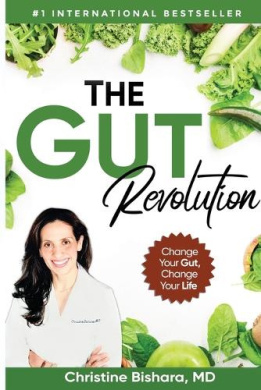 #1 INTERNATIONAL BESTSELLER
THE
GUT
Revolution
Change
Your Gut,
Change
Your Life
Christine Bishara, MD